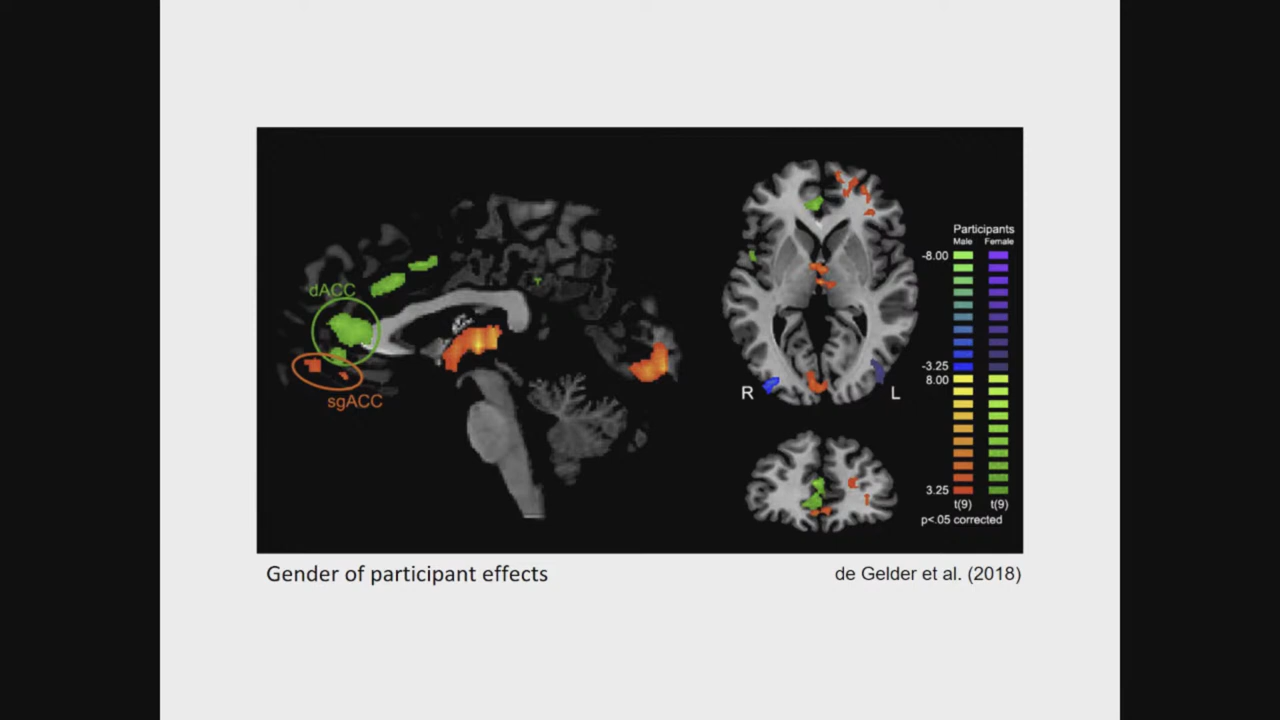 dACC
sgACC
R
L
Participants
Male Female
-8.00
-3.25
8.00
3.25
t(9) t(9)
p<.05 corrected
Gender of participant effects
de Gelder et al. (2018)